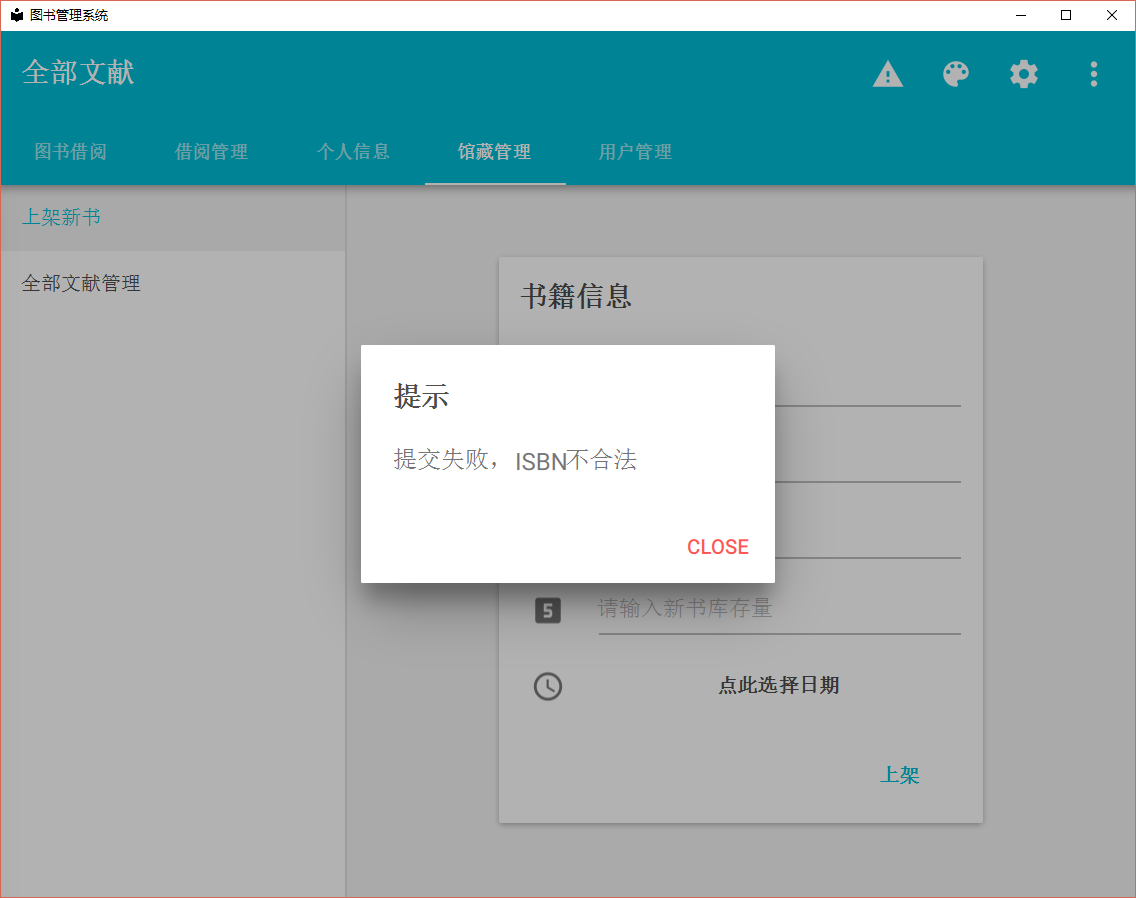 图书管理系统
全部文献
图书借阅 借阅管理 个人信息 馆藏管理 用户管理
上架新书
全部文献管理
书籍信息
提示
提交失败，ISBN不合法
CLOSE
5 请输入新书库存量
点此选择日期
上架